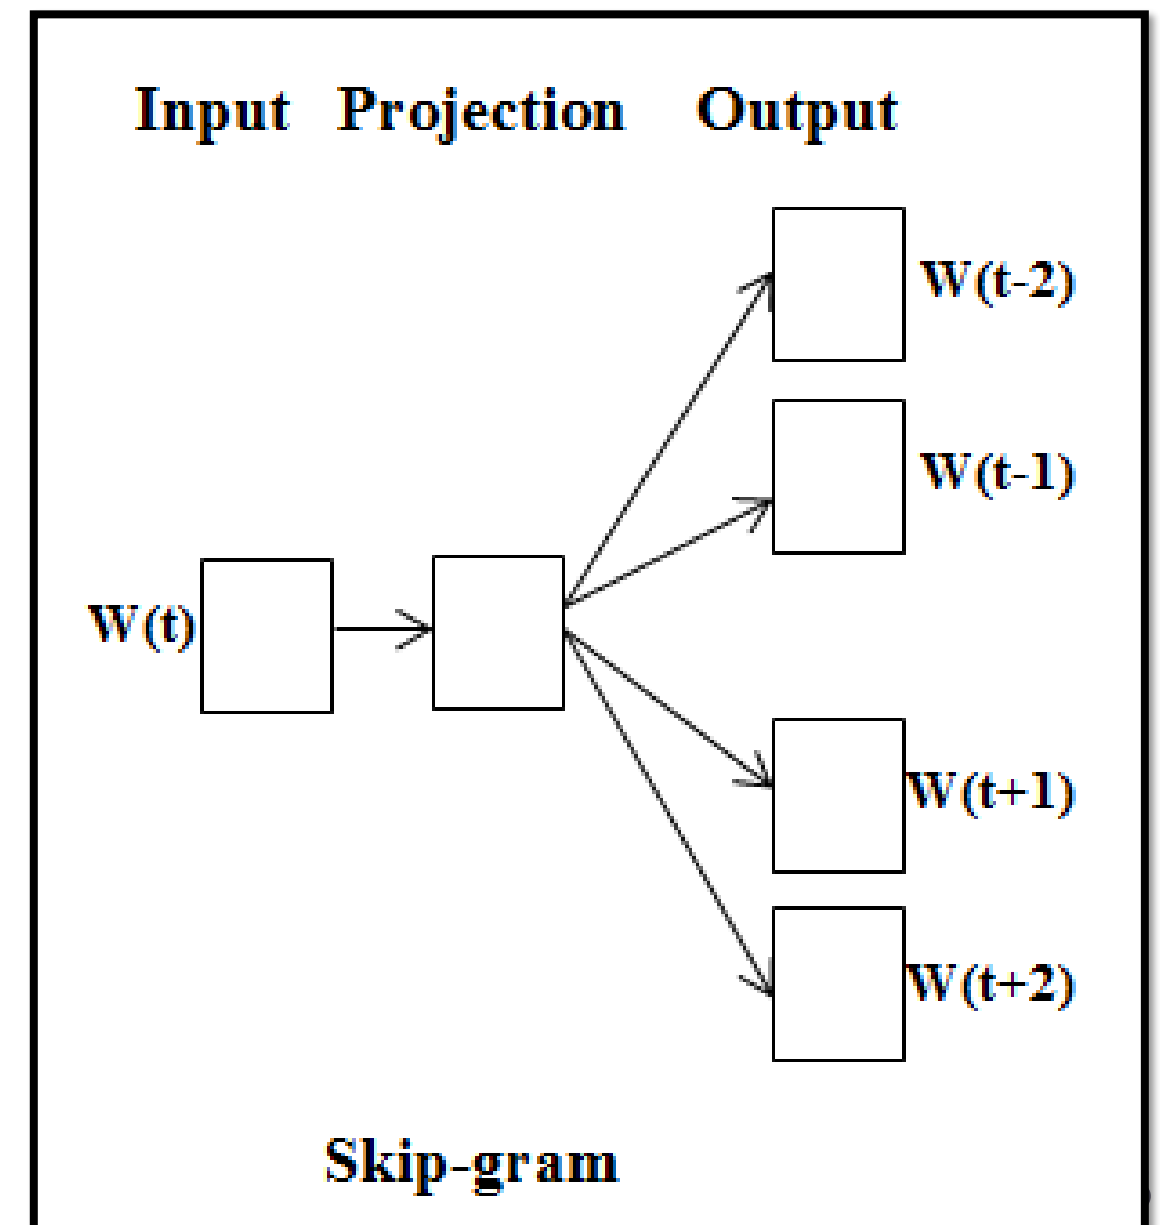 Input Projection Output
W(t-2)
W(t-1)
W(t)
W(t+1)
W(t+2)
Skip-gram